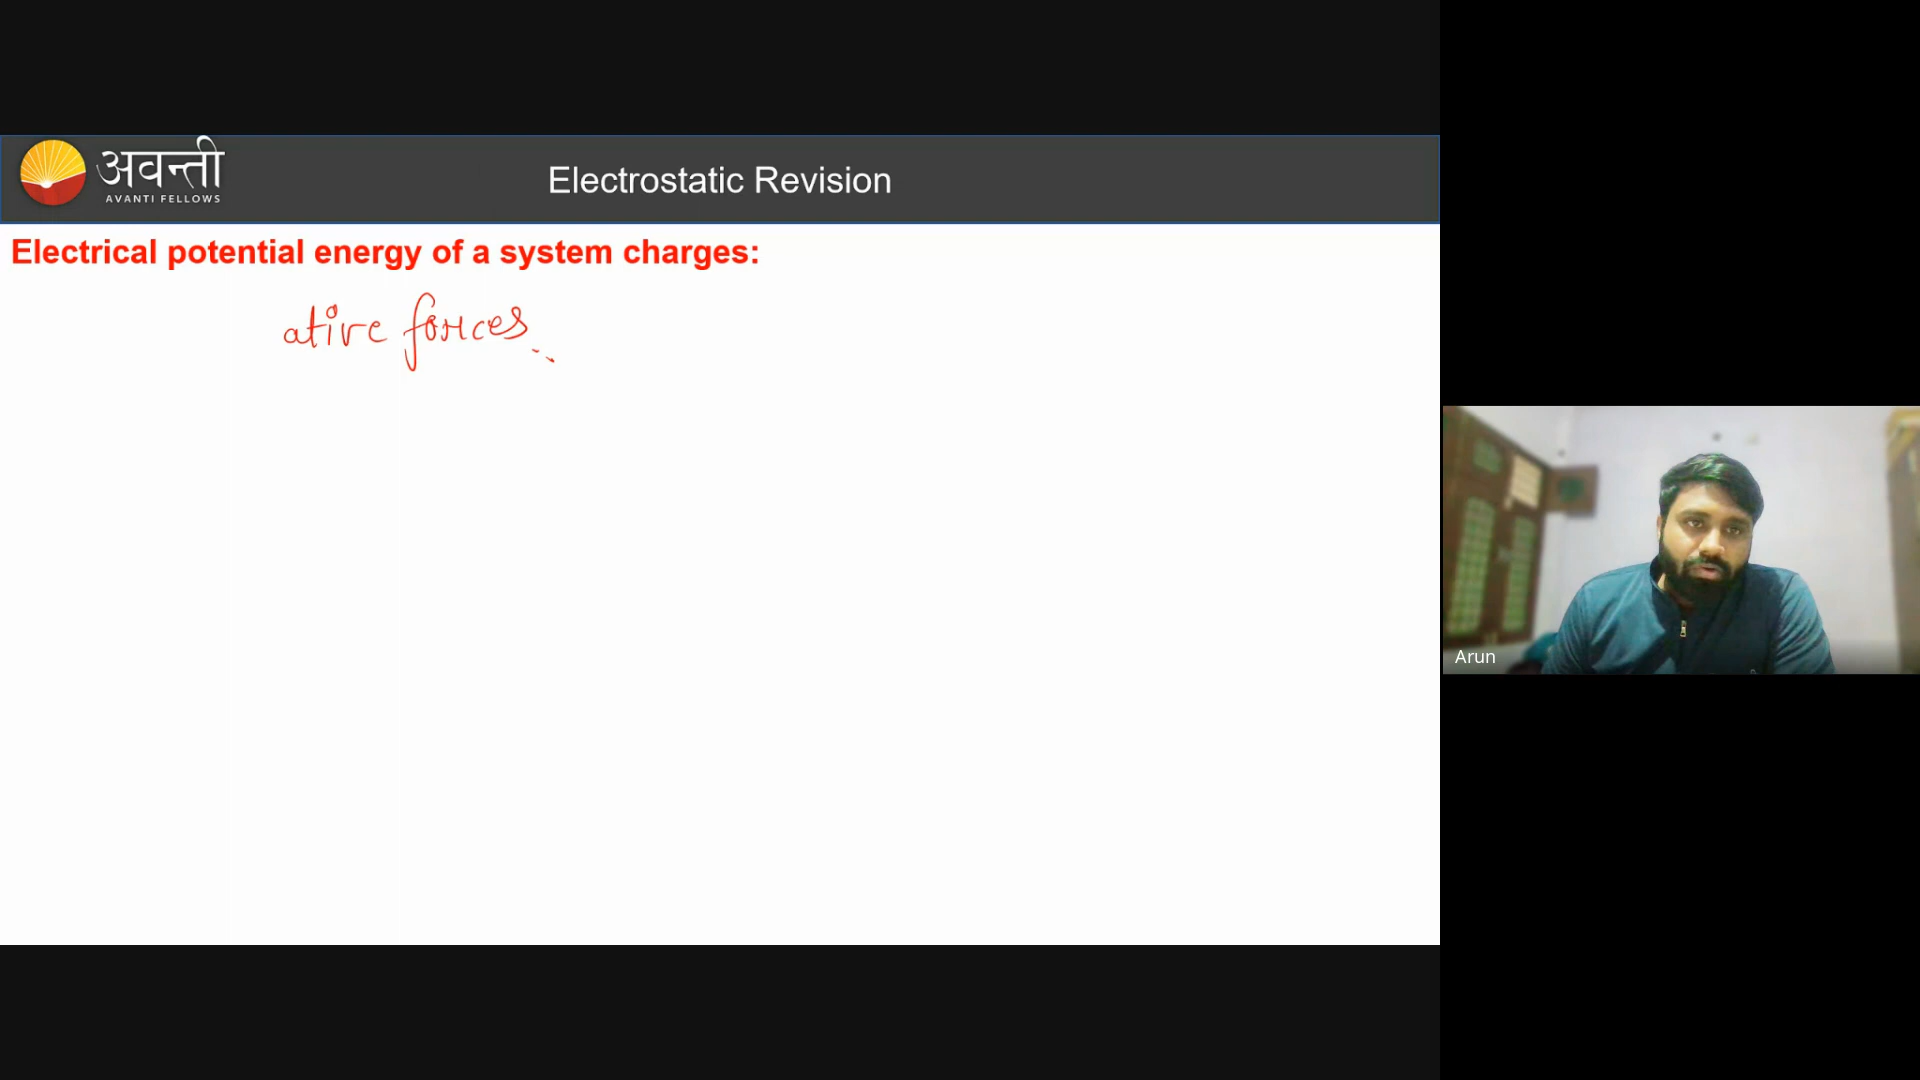 अवन्ती
AVANTI FELLOWS
Electrostatic Revision
Electrical potential energy of a system charges:
ative forces
Arun